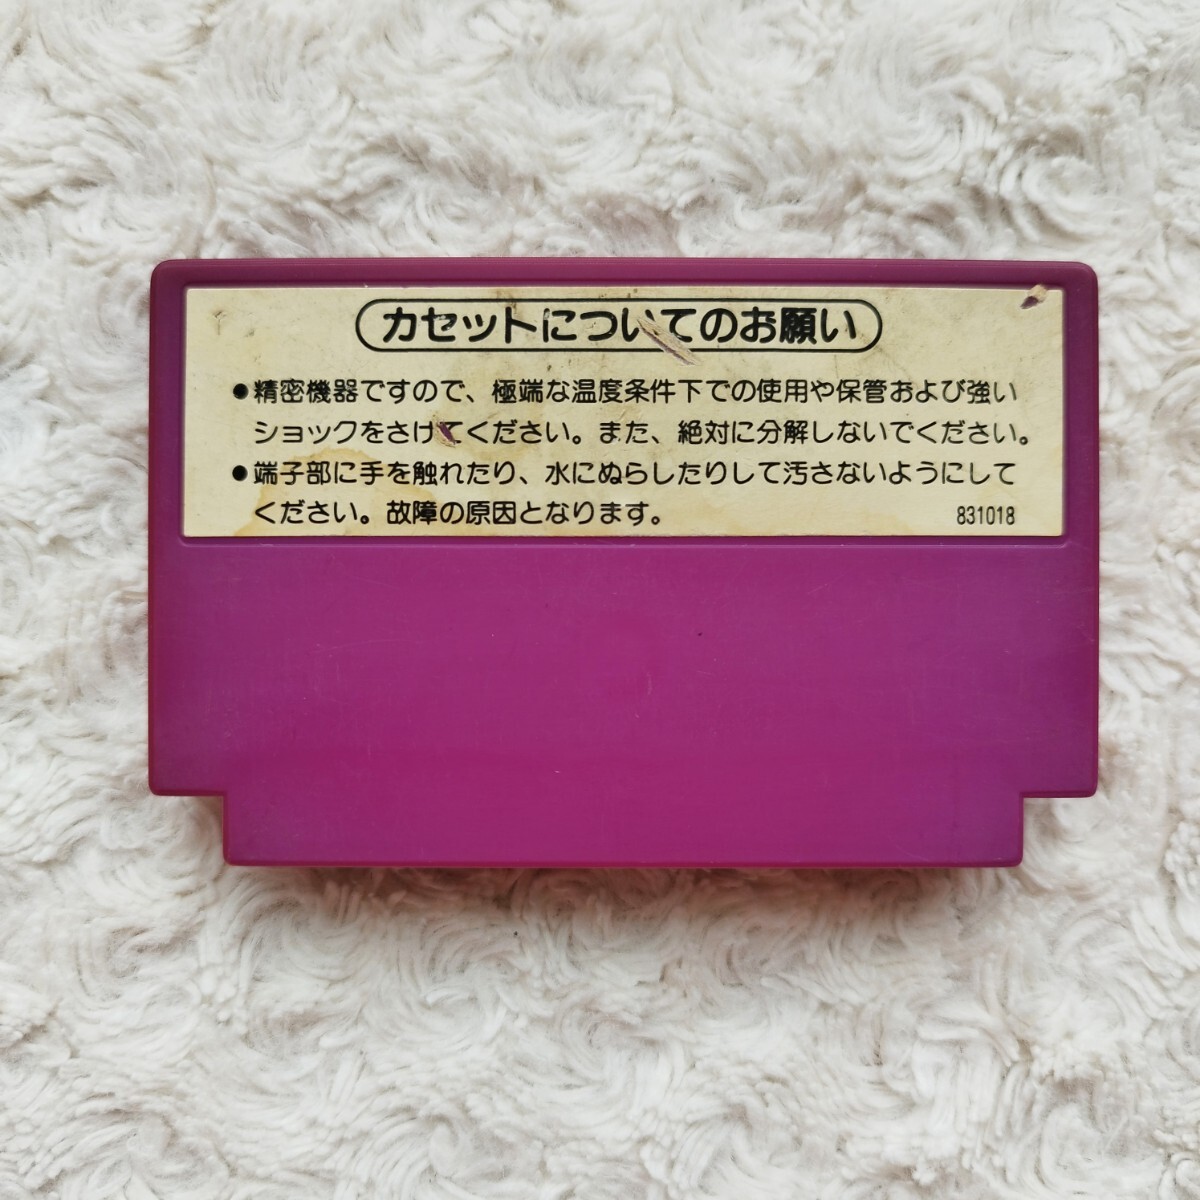 カセットについてのお願い
●精密機器ですので、極端な温度条件下での使用や保管および強い
ショックをさけてください。また、絶対に分解しないでください。
●端子部に手を触れたり、水にぬらしたりして汚さないようにして
ください。故障の原因となります。
831018